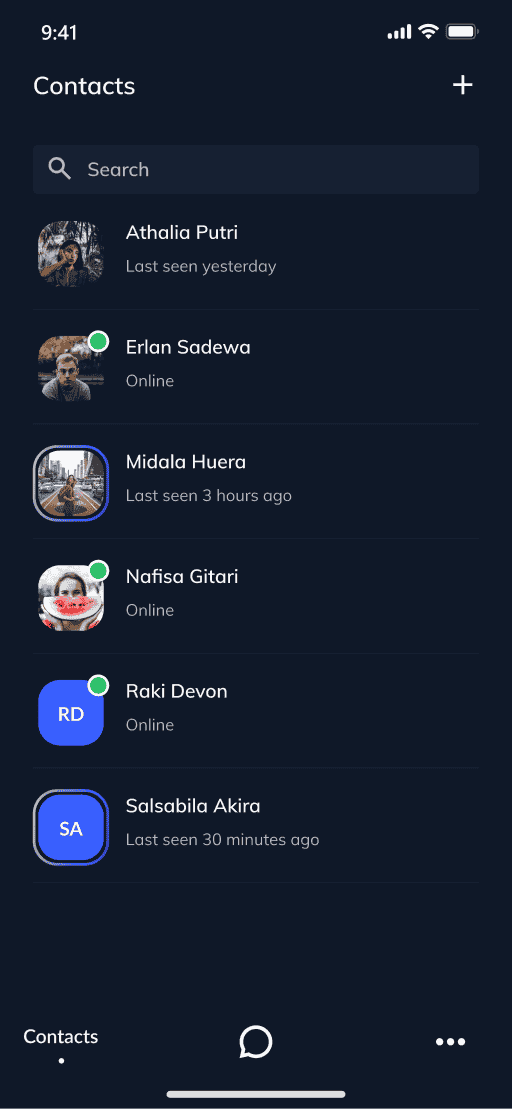 9:41
Contacts
Search
Athalia Putri
Last seen yesterday
Erlan Sadewa
Online
Midala Huera
Last seen 3 hours ago
Nafisa Gitari
Online
RD
Raki Devon
Online
SA
Salsabila Akira
Last seen 30 minutes ago
Contacts